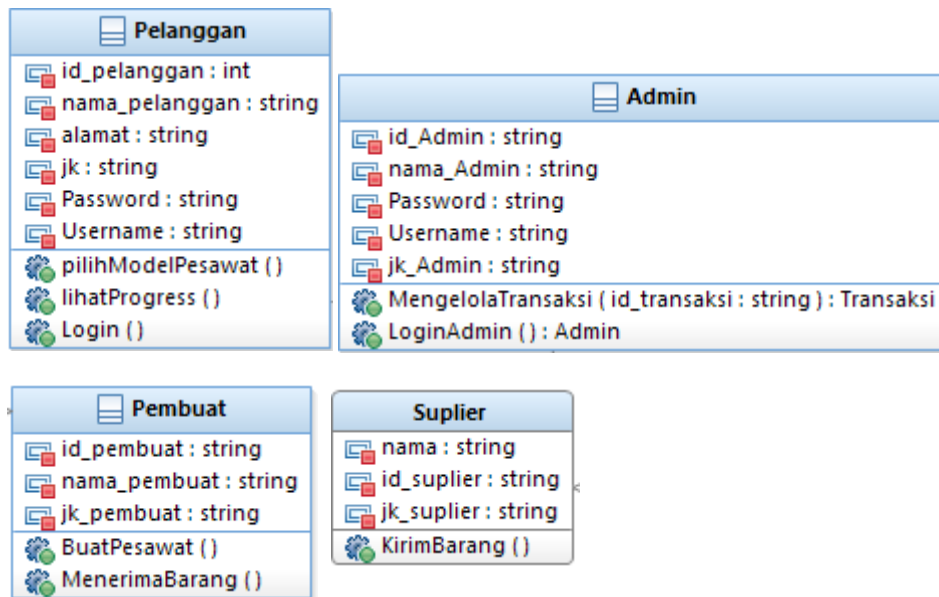 Pelanggan
id_pelanggan : int
nama_pelanggan : string
alamat : string
jk : string
Password : string
Username : string
pilihModelPesawat ( )
lihatProgress ( )
Login ( )
Admin
id_Admin : string
nama_Admin : string
Password : string
Username : string
jk_Admin : string
MengelolaTransaksi ( id_transaksi : string ) : Transaksi
LoginAdmin ( ) : Admin
Pembuat
id_pembuat : string
nama_pembuat : string
jk_pembuat : string
BuatPesawat ( )
MenerimaBarang ( )
Suplier
nama : string
id_suplier : string
jk_suplier : string
KirimBarang ( )